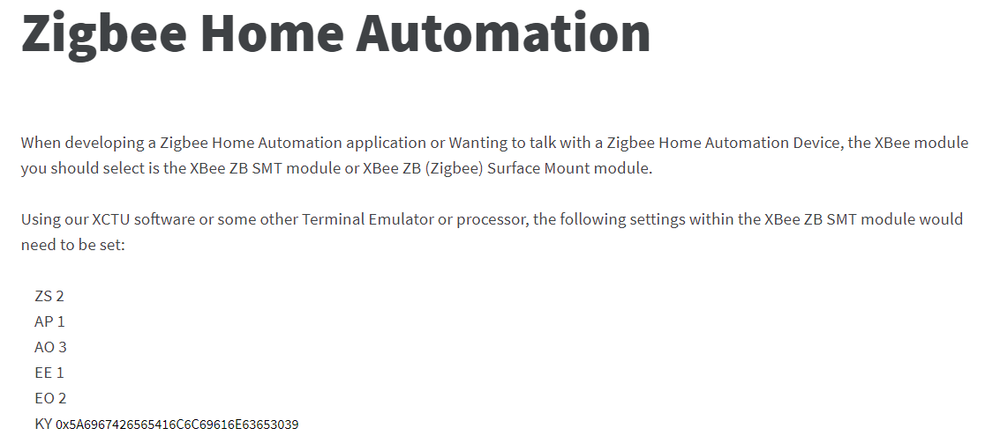 Zigbee Home Automation
When developing a Zigbee Home Automation application or Wanting to talk with a Zigbee Home Automation Device, the XBee module
you should select is the XBee ZB SMT module or XBee ZB (Zigbee) Surface Mount module.
Using our XCTU software or some other Terminal Emulator or processor, the following settings within the XBee ZB SMT module would
need to be set:
ZS 2
AP 1
AO 3
EE 1
EO 2
KY 0x5A6967426565416C6C69616E63653039